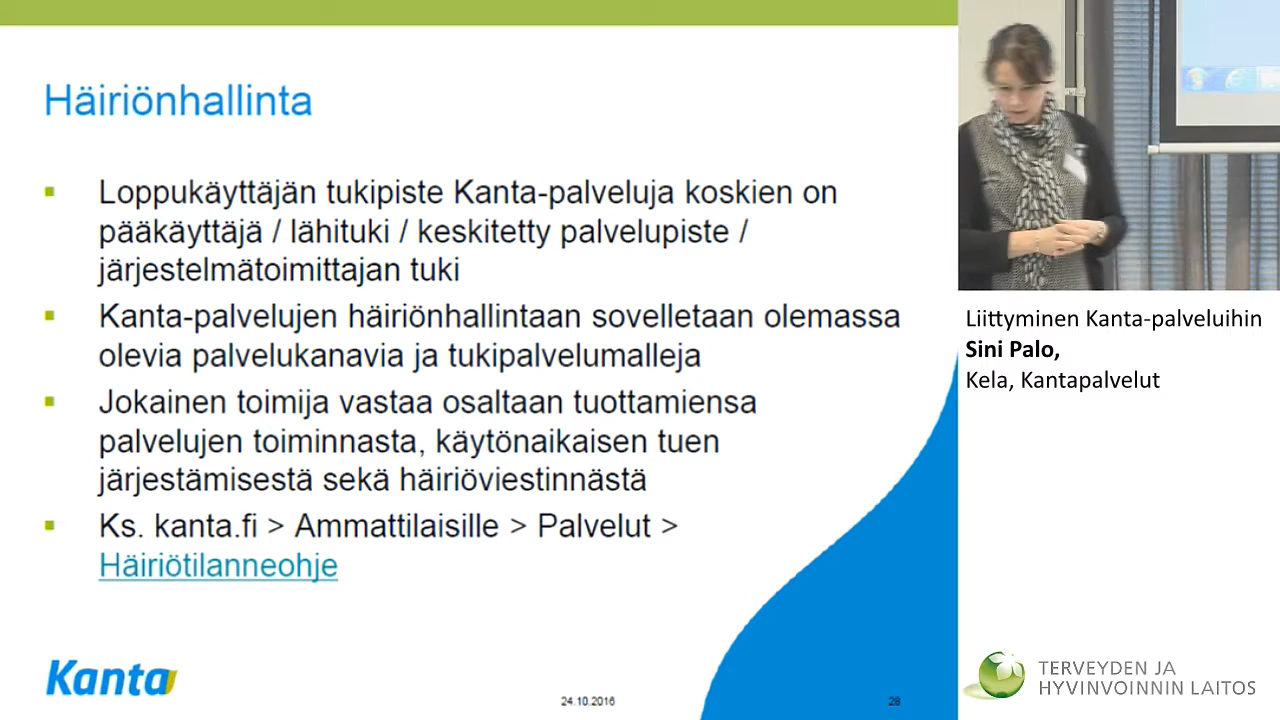 Häiriönhallinta
Loppukäyttäjän tukipiste Kanta-palveluja koskien on
pääkäyttäjä / lähituki / keskitetty palvelupiste /
järjestelmätoimittajan tuki
Kanta-palvelujen häiriönhallintaan sovelletaan olemassa
olevia palvelukanavia ja tukipalvelumalleja
Jokainen toimija vastaa osaltaan tuottamiensa
palvelujen toiminnasta, käytönaikaisen tuen
järjestämisestä sekä häiriöviestinnästä
Ks. kanta.fi > Ammattilaisille > Palvelut >
Häiriötilanneohje
Kanta
24.10.2016
28
Liittyminen Kanta-palveluihin
Sini Palo,
Kela, Kantapalvelut
TERVEYDEN JA
HYVINVOINNIN LAITOS